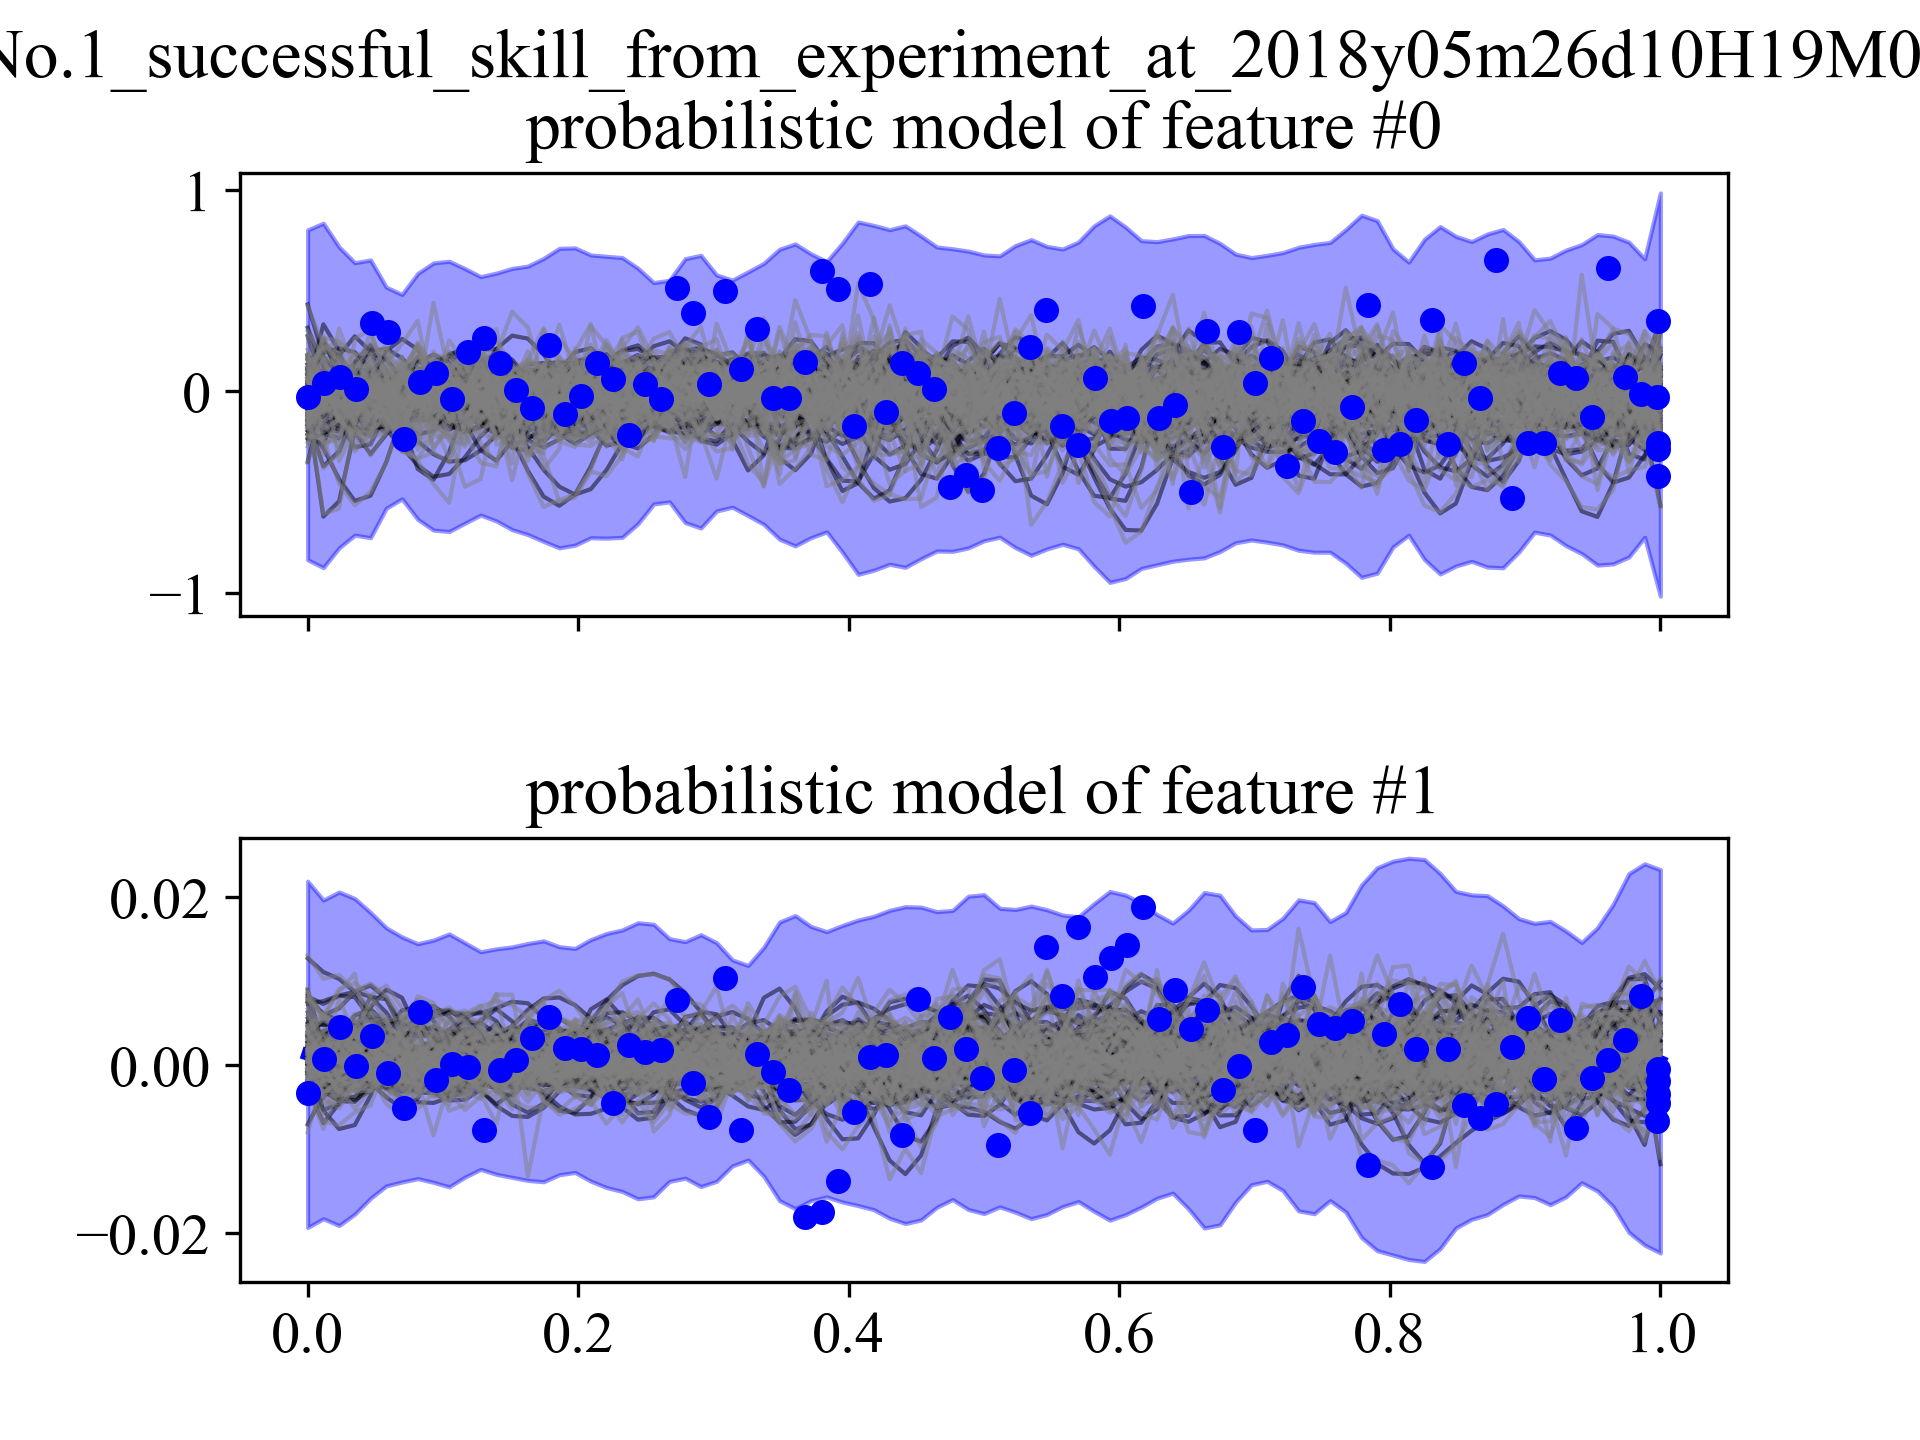 No.1_successful_skill_from_experiment_at_2018y05m26d10H19M0
probabilistic model of feature #0
1
0
−1
probabilistic model of feature #1
0.02
0.00
−0.02
0.0 0.2 0.4 0.6 0.8 1.0